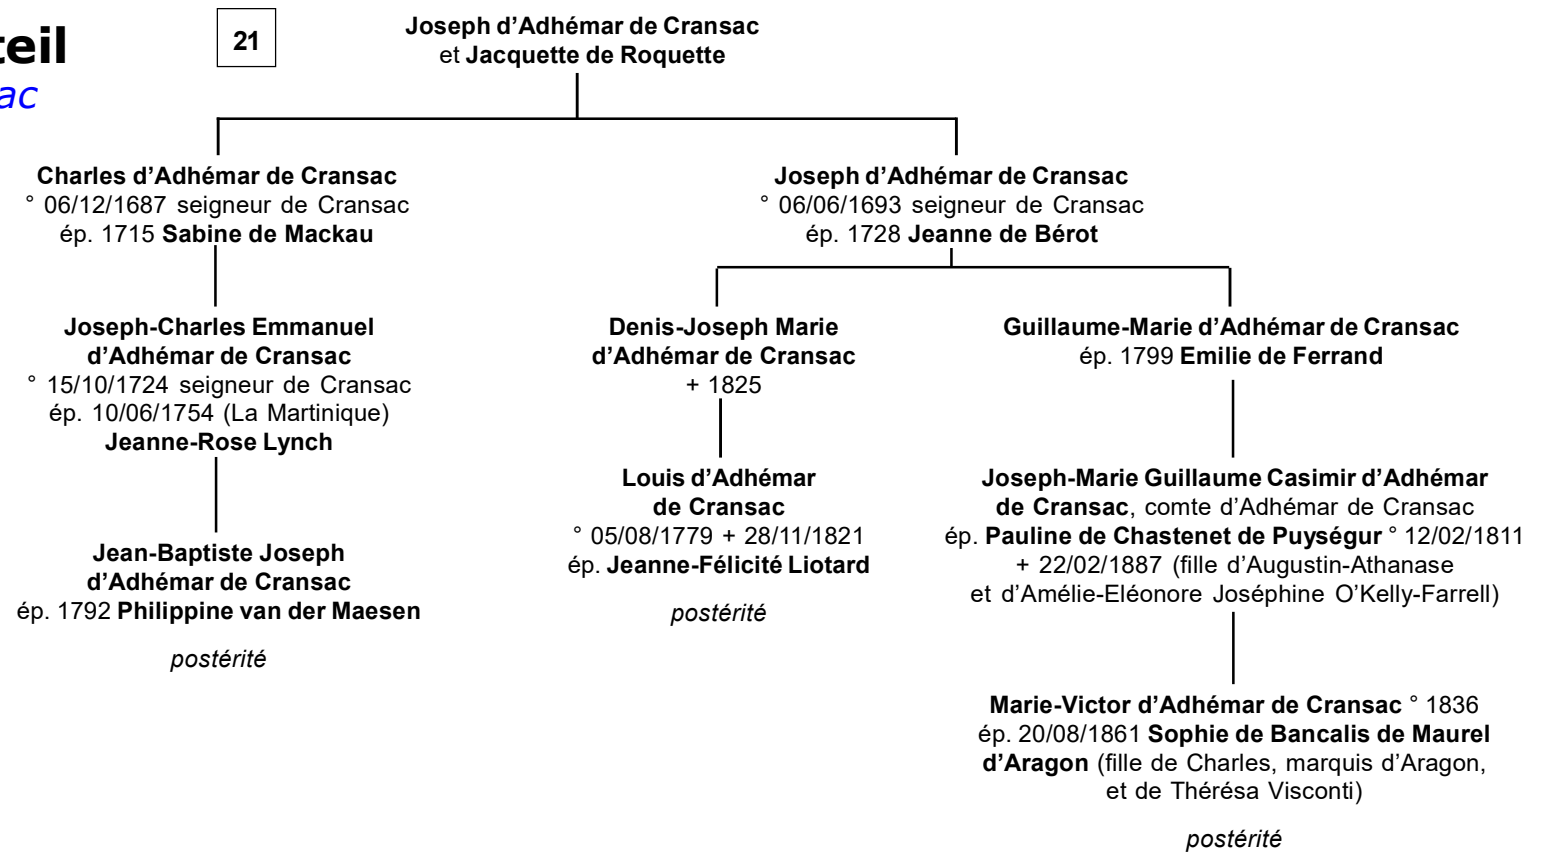 teil
ac
21
Joseph d’Adhémar de Cransac
et Jacquette de Roquette
Charles d’Adhémar de Cransac
° 06/12/1687 seigneur de Cransac
ép. 1715 Sabine de Mackau
Joseph d’Adhémar de Cransac
° 06/06/1693 seigneur de Cransac
ép. 1728 Jeanne de Bérot
Joseph-Charles Emmanuel
d’Adhémar de Cransac
° 15/10/1724 seigneur de Cransac
ép. 10/06/1754 (La Martinique)
Jeanne-Rose Lynch
Denis-Joseph Marie
d’Adhémar de Cransac
+ 1825
Guillaume-Marie d’Adhémar de Cransac
ép. 1799 Emilie de Ferrand
Jean-Baptiste Joseph
d’Adhémar de Cransac
ép. 1792 Philippine van der Maesen
postérité
Louis d’Adhémar
de Cransac
° 05/08/1779 + 28/11/1821
ép. Jeanne-Félicité Liotard
postérité
Joseph-Marie Guillaume Casimir d’Adhémar
de Cransac, comte d’Adhémar de Cransac
ép. Pauline de Chastenet de Puységur ° 12/02/1811
+ 22/02/1887 (fille d’Augustin-Athanase
et d’Amélie-Eléonore Joséphine O’Kelly-Farrell)
Marie-Victor d’Adhémar de Cransac ° 1836
ép. 20/08/1861 Sophie de Bancalis de Maurel
d’Aragon (fille de Charles, marquis d’Aragon,
et de Thérésa Visconti)
postérité